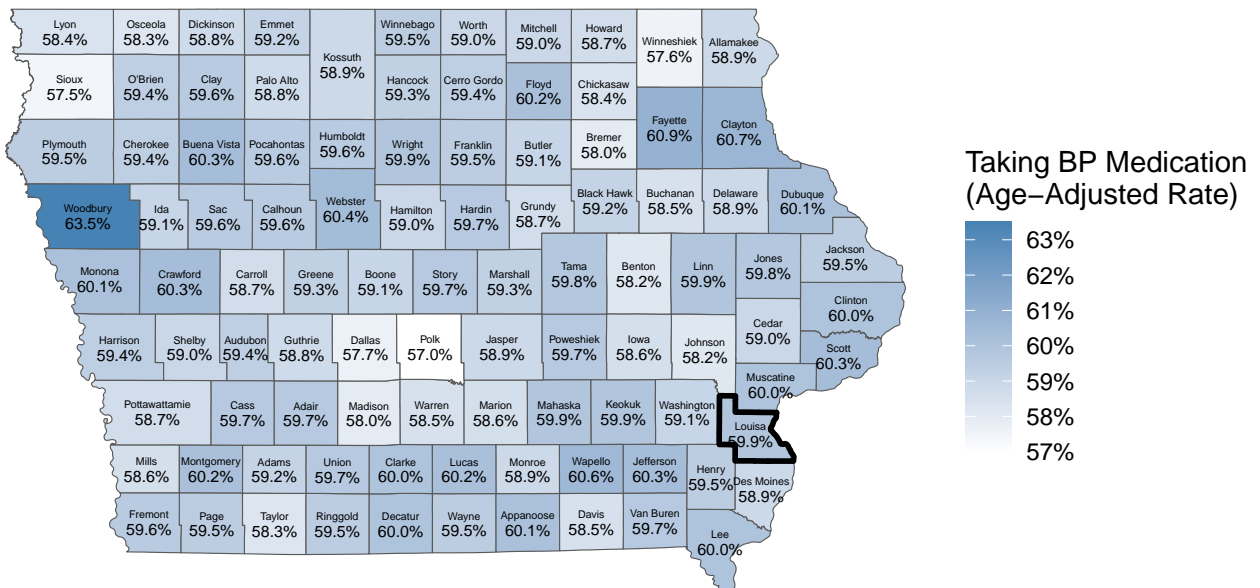 Lyon
58.4%
Osceola
58.3%
Dickinson
58.8%
Emmet
59.2%
Kossuth
58.9%
Winnebago
59.5%
Worth
59.0%
Mitchell
59.0%
Howard
58.7%
Winneshiek
57.6%
Allamakee
58.9%
Sioux
57.5%
O'Brien
59.4%
Clay
59.6%
Palo Alto
58.8%
Hancock
59.3%
Cerro Gordo
59.4%
Floyd
60.2%
Chickasaw
58.4%
Fayette
60.9%
Clayton
60.7%
Plymouth
59.5%
Cherokee
59.4%
Buena Vista
60.3%
Pocahontas
59.6%
Humboldt
59.6%
Wright
59.9%
Franklin
59.5%
Butler
59.1%
Bremer
58.0%
Woodbury
63.5%
Ida
59.1%
Sac
59.6%
Calhoun
59.6%
Webster
60.4%
Hamilton
59.0%
Hardin
59.7%
Grundy
58.7%
Black Hawk
59.2%
Buchanan
58.5%
Delaware
58.9%
Dubuque
60.1%
Monona
60.1%
Crawford
60.3%
Carroll
58.7%
Greene
59.3%
Boone
59.1%
Story
59.7%
Marshall
59.3%
Tama
59.8%
Benton
58.2%
Linn
59.9%
Jones
59.8%
Jackson
59.5%
Clinton
60.0%
Harrison
59.4%
Shelby
59.0%
Audubon
59.4%
Guthrie
58.8%
Dallas
57.7%
Polk
57.0%
Jasper
58.9%
Poweshiek
59.7%
Iowa
58.6%
Johnson
58.2%
Cedar
59.0%
Scott
60.3%
Muscatine
60.0%
Pottawattamie
58.7%
Cass
59.7%
Adair
59.7%
Madison
58.0%
Warren
58.5%
Marion
58.6%
Mahaska
59.9%
Keokuk
59.9%
Washington
59.1%
Louisa
59.9%
Mills
58.6%
Montgomery
60.2%
Adams
59.2%
Union
59.7%
Clarke
60.0%
Lucas
60.2%
Monroe
58.9%
Wapello
60.6%
Jefferson
60.3%
Henry
59.5%
Des Moines
58.9%
Fremont
59.6%
Page
59.5%
Taylor
58.3%
Ringgold
59.5%
Decatur
60.0%
Wayne
59.5%
Appanoose
60.1%
Davis
58.5%
Van Buren
59.7%
Lee
60.0%
Taking BP Medication
(Age−Adjusted Rate)
63%
62%
61%
60%
59%
58%
57%